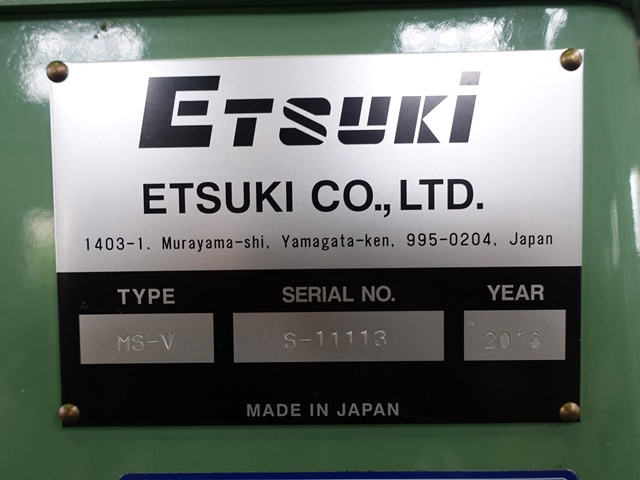 ETSUKI
ETSUKI CO.,LTD.
1403-1. Murayama-shi, Yamagata-ken, 995-0204, Japan
TYPE SERIAL NO. YEAR
MS-V S-11113 2016
MADE IN JAPAN